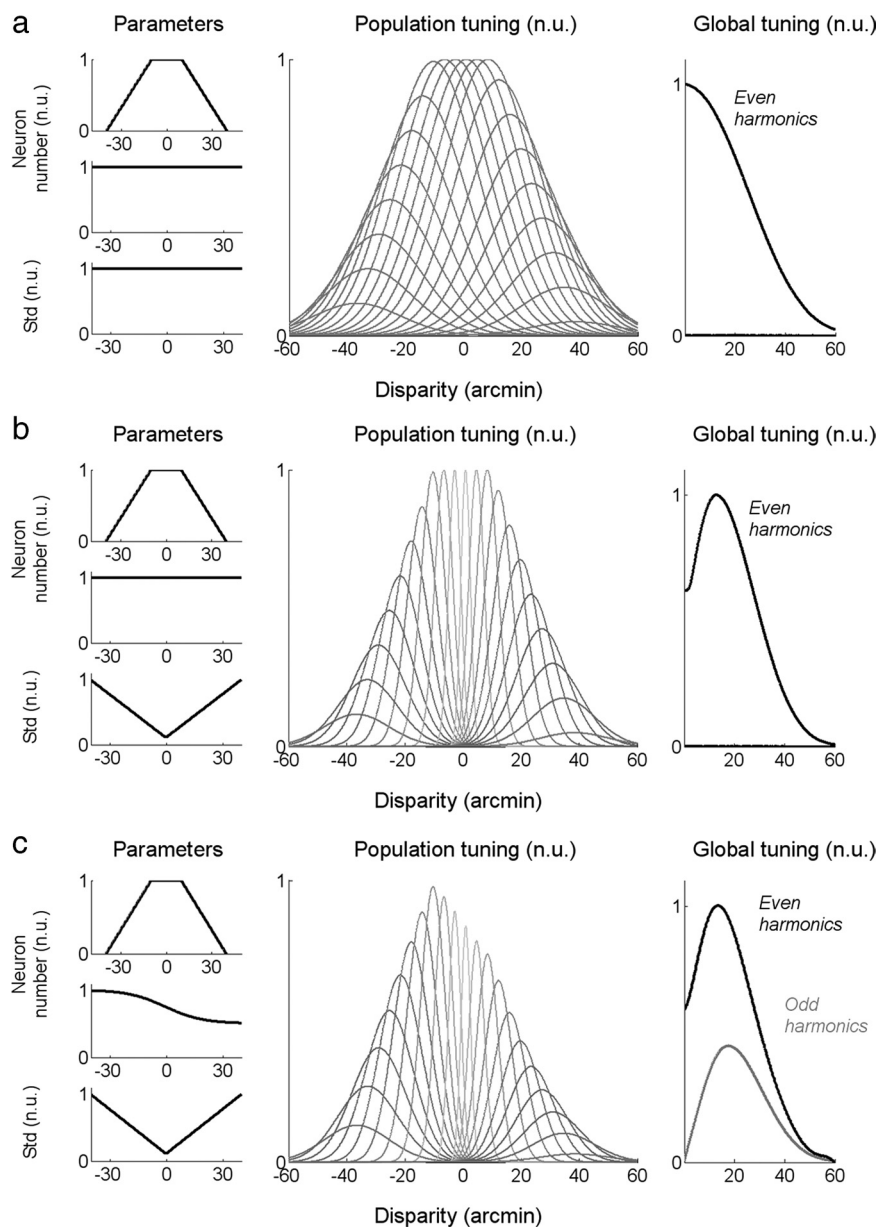 a
Parameters
Population tuning (n.u.)
Global tuning (n.u.)
Neuron
number (n.u.)
1
0
-30 0 30
1
0
-30 0 30
Std (n.u.)
1
0
-30 0 30
1
0
-60 -40 -20 0 20 40 60
Disparity (arcmin)
1
0
20 40 60
Even
harmonics
b
Parameters
Population tuning (n.u.)
Global tuning (n.u.)
Neuron
number (n.u.)
1
0
-30 0 30
1
0
-30 0 30
Std (n.u.)
1
0
-30 0 30
1
0
-60 -40 -20 0 20 40 60
Disparity (arcmin)
1
0
20 40 60
Even
harmonics
c
Parameters
Population tuning (n.u.)
Global tuning (n.u.)
Neuron
number (n.u.)
1
0
-30 0 30
1
0
-30 0 30
Std (n.u.)
1
0
-30 0 30
1
0
-60 -40 -20 0 20 40 60
Disparity (arcmin)
1
0
0 20 40 60
Even
harmonics
Odd
harmonics